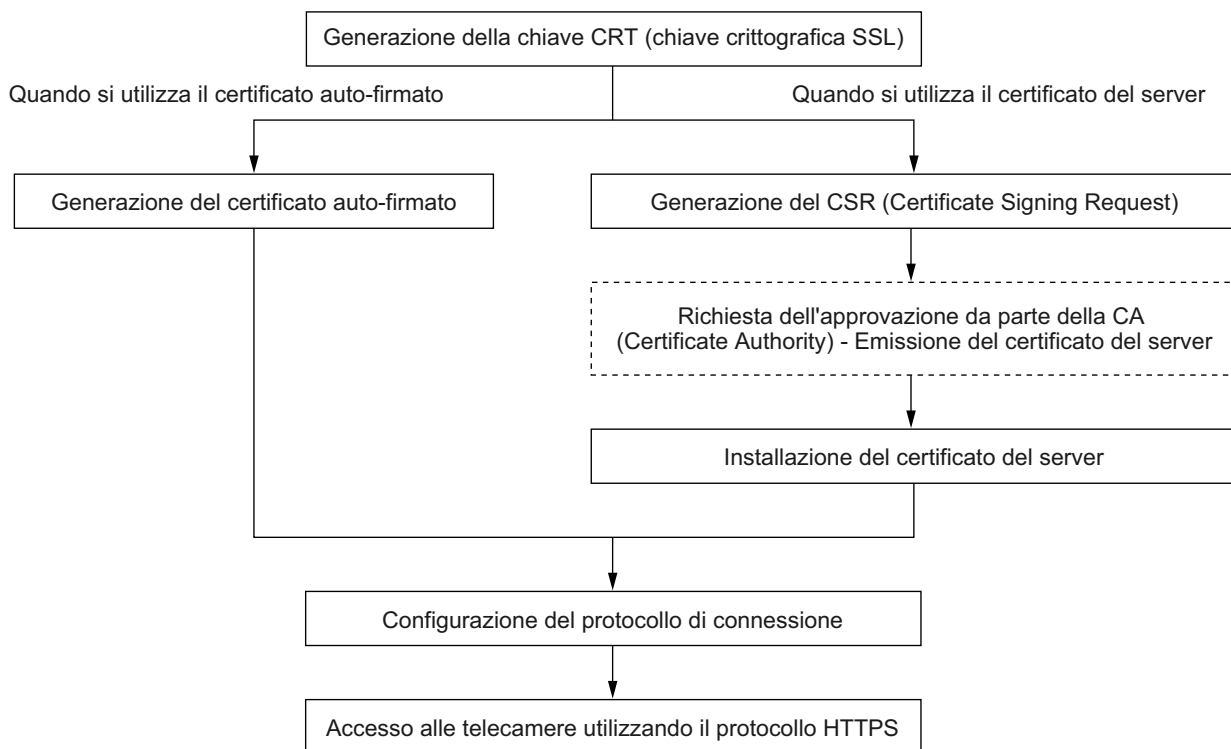 Generazione della chiave CRT (chiave crittografica SSL)
Quando si utilizza il certificato auto-firmato
Quando si utilizza il certificato del server
Generazione del certificato auto-firmato
Generazione del CSR (Certificate Signing Request)
Richiesta dell'approvazione da parte della CA
(Certificate Authority) - Emissione del certificato del server
Installazione del certificato del server
Configurazione del protocollo di connessione
Accesso alle telecamere utilizzando il protocollo HTTPS